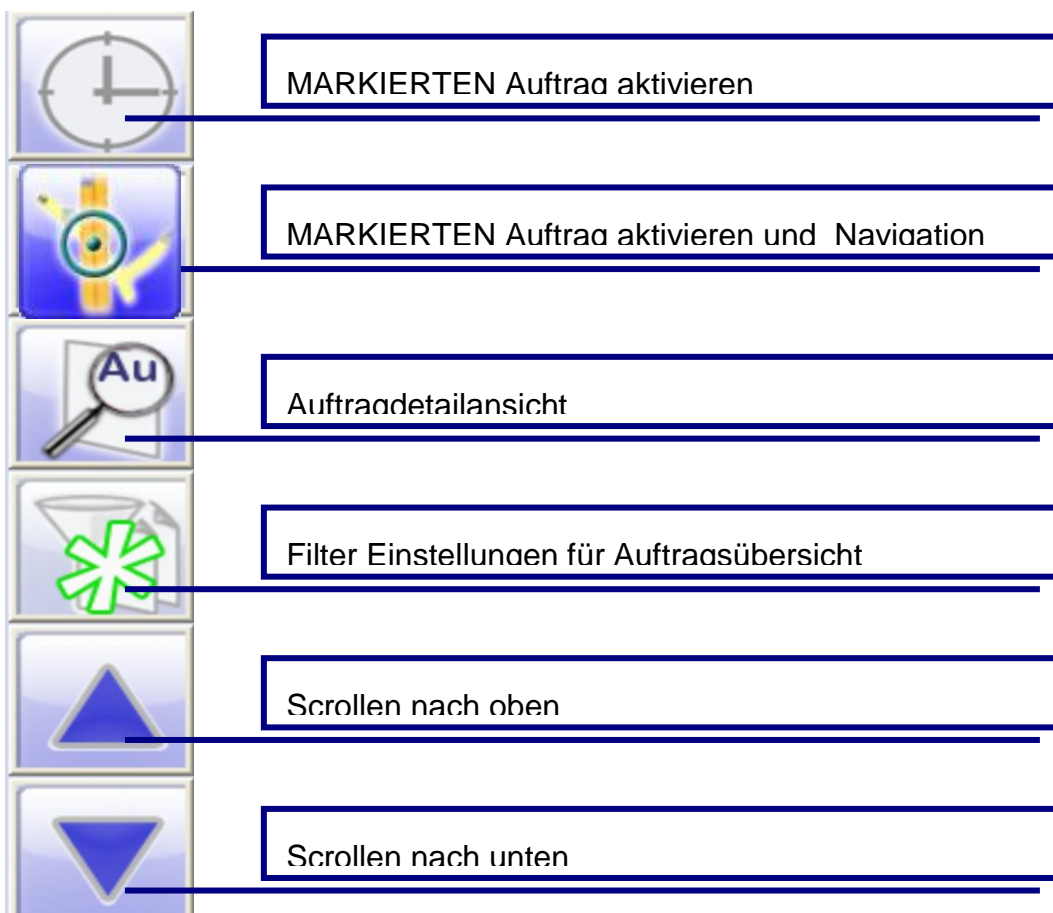 MARKIERTEN Auftrag aktivieren
MARKIERTEN Auftrag aktivieren und Navigation
Au
Auftragdetailansicht
Filter Einstellungen für Auftragsübersicht
Scrollen nach oben
Scrollen nach unten